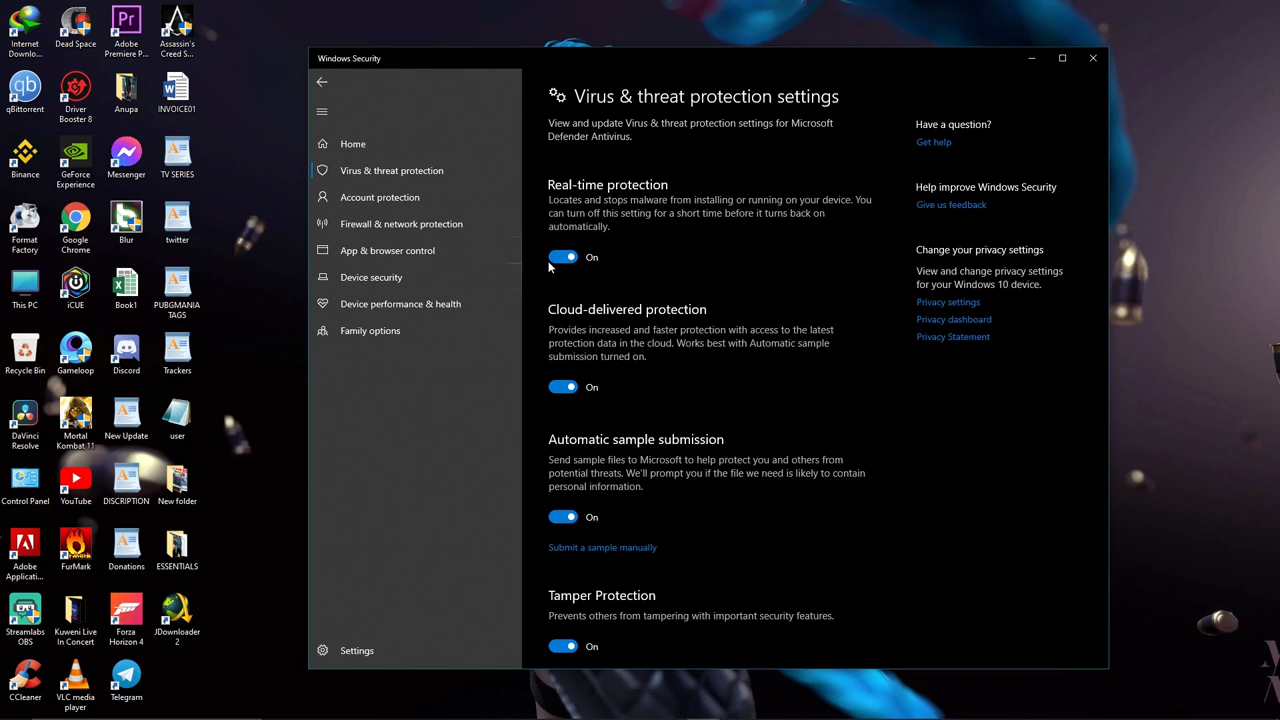 Internet
Downlo...
Dead Space
Adobe
Premiere P...
Assassin's
Creed S...
qBittorrent
Driver
Booster 8
Anupa
INVOICE01
Binance
GeForce
Experience
Messenger
TV SERIES
Format
Factory
Google
Chrome
Blur
twitter
This PC
iCUE
Book1
PUBGMANIA
TAGS
Recycle Bin
Gameloop
Discord
Trackers
DaVinci
Resolve
Mortal
Kombat 11
New Update
user
Control Panel
YouTube
DISCRIPTION
New folder
Adobe
Applicati...
FurMark
Donations
ESSENTIALS
Streamlabs
OBS
Kuweni Live
In Concert
Forza
Horizon 4
JDownloader
2
CCleaner
VLC media
player
Telegram
Windows Security
Home
Virus & threat protection
Account protection
Firewall & network protection
App & browser control
Device security
Device performance & health
Family options
Settings
Virus & threat protection settings
View and update Virus & threat protection settings for Microsoft
Defender Antivirus.
Real-time protection
Locates and stops malware from installing or running on your device. You
can turn off this setting for a short time before it turns back on
automatically.
On
Cloud-delivered protection
Provides increased and faster protection with access to the latest
protection data in the cloud. Works best with Automatic sample
submission turned on.
On
Automatic sample submission
Send sample files to Microsoft to help protect you and others from
potential threats. We'll prompt you if the file we need is likely to contain
personal information.
On
Submit a sample manually
Tamper Protection
Prevents others from tampering with important security features.
On
Have a question?
Get help
Help improve Windows Security
Give us feedback
Change your privacy settings
View and change privacy settings
for your Windows 10 device.
Privacy settings
Privacy dashboard
Privacy Statement